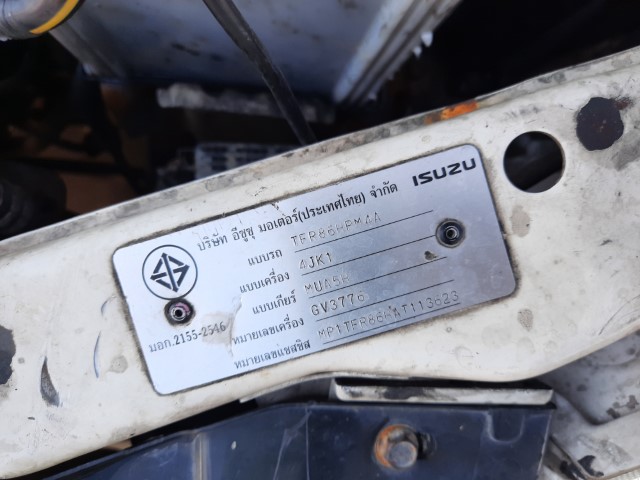 บริษัท อีซูซุ มอเตอร์(ประเทศไทย) จำกัด ISUZU
แบบรถ TFR86HPMAA
แบบเครื่อง 4JK1
แบบเกียร์ MUA5H
หมายเลขเครื่อง GV3776
หมายเลขแชสซิส MP1TFR86HAT113623
มอก.2155-2546